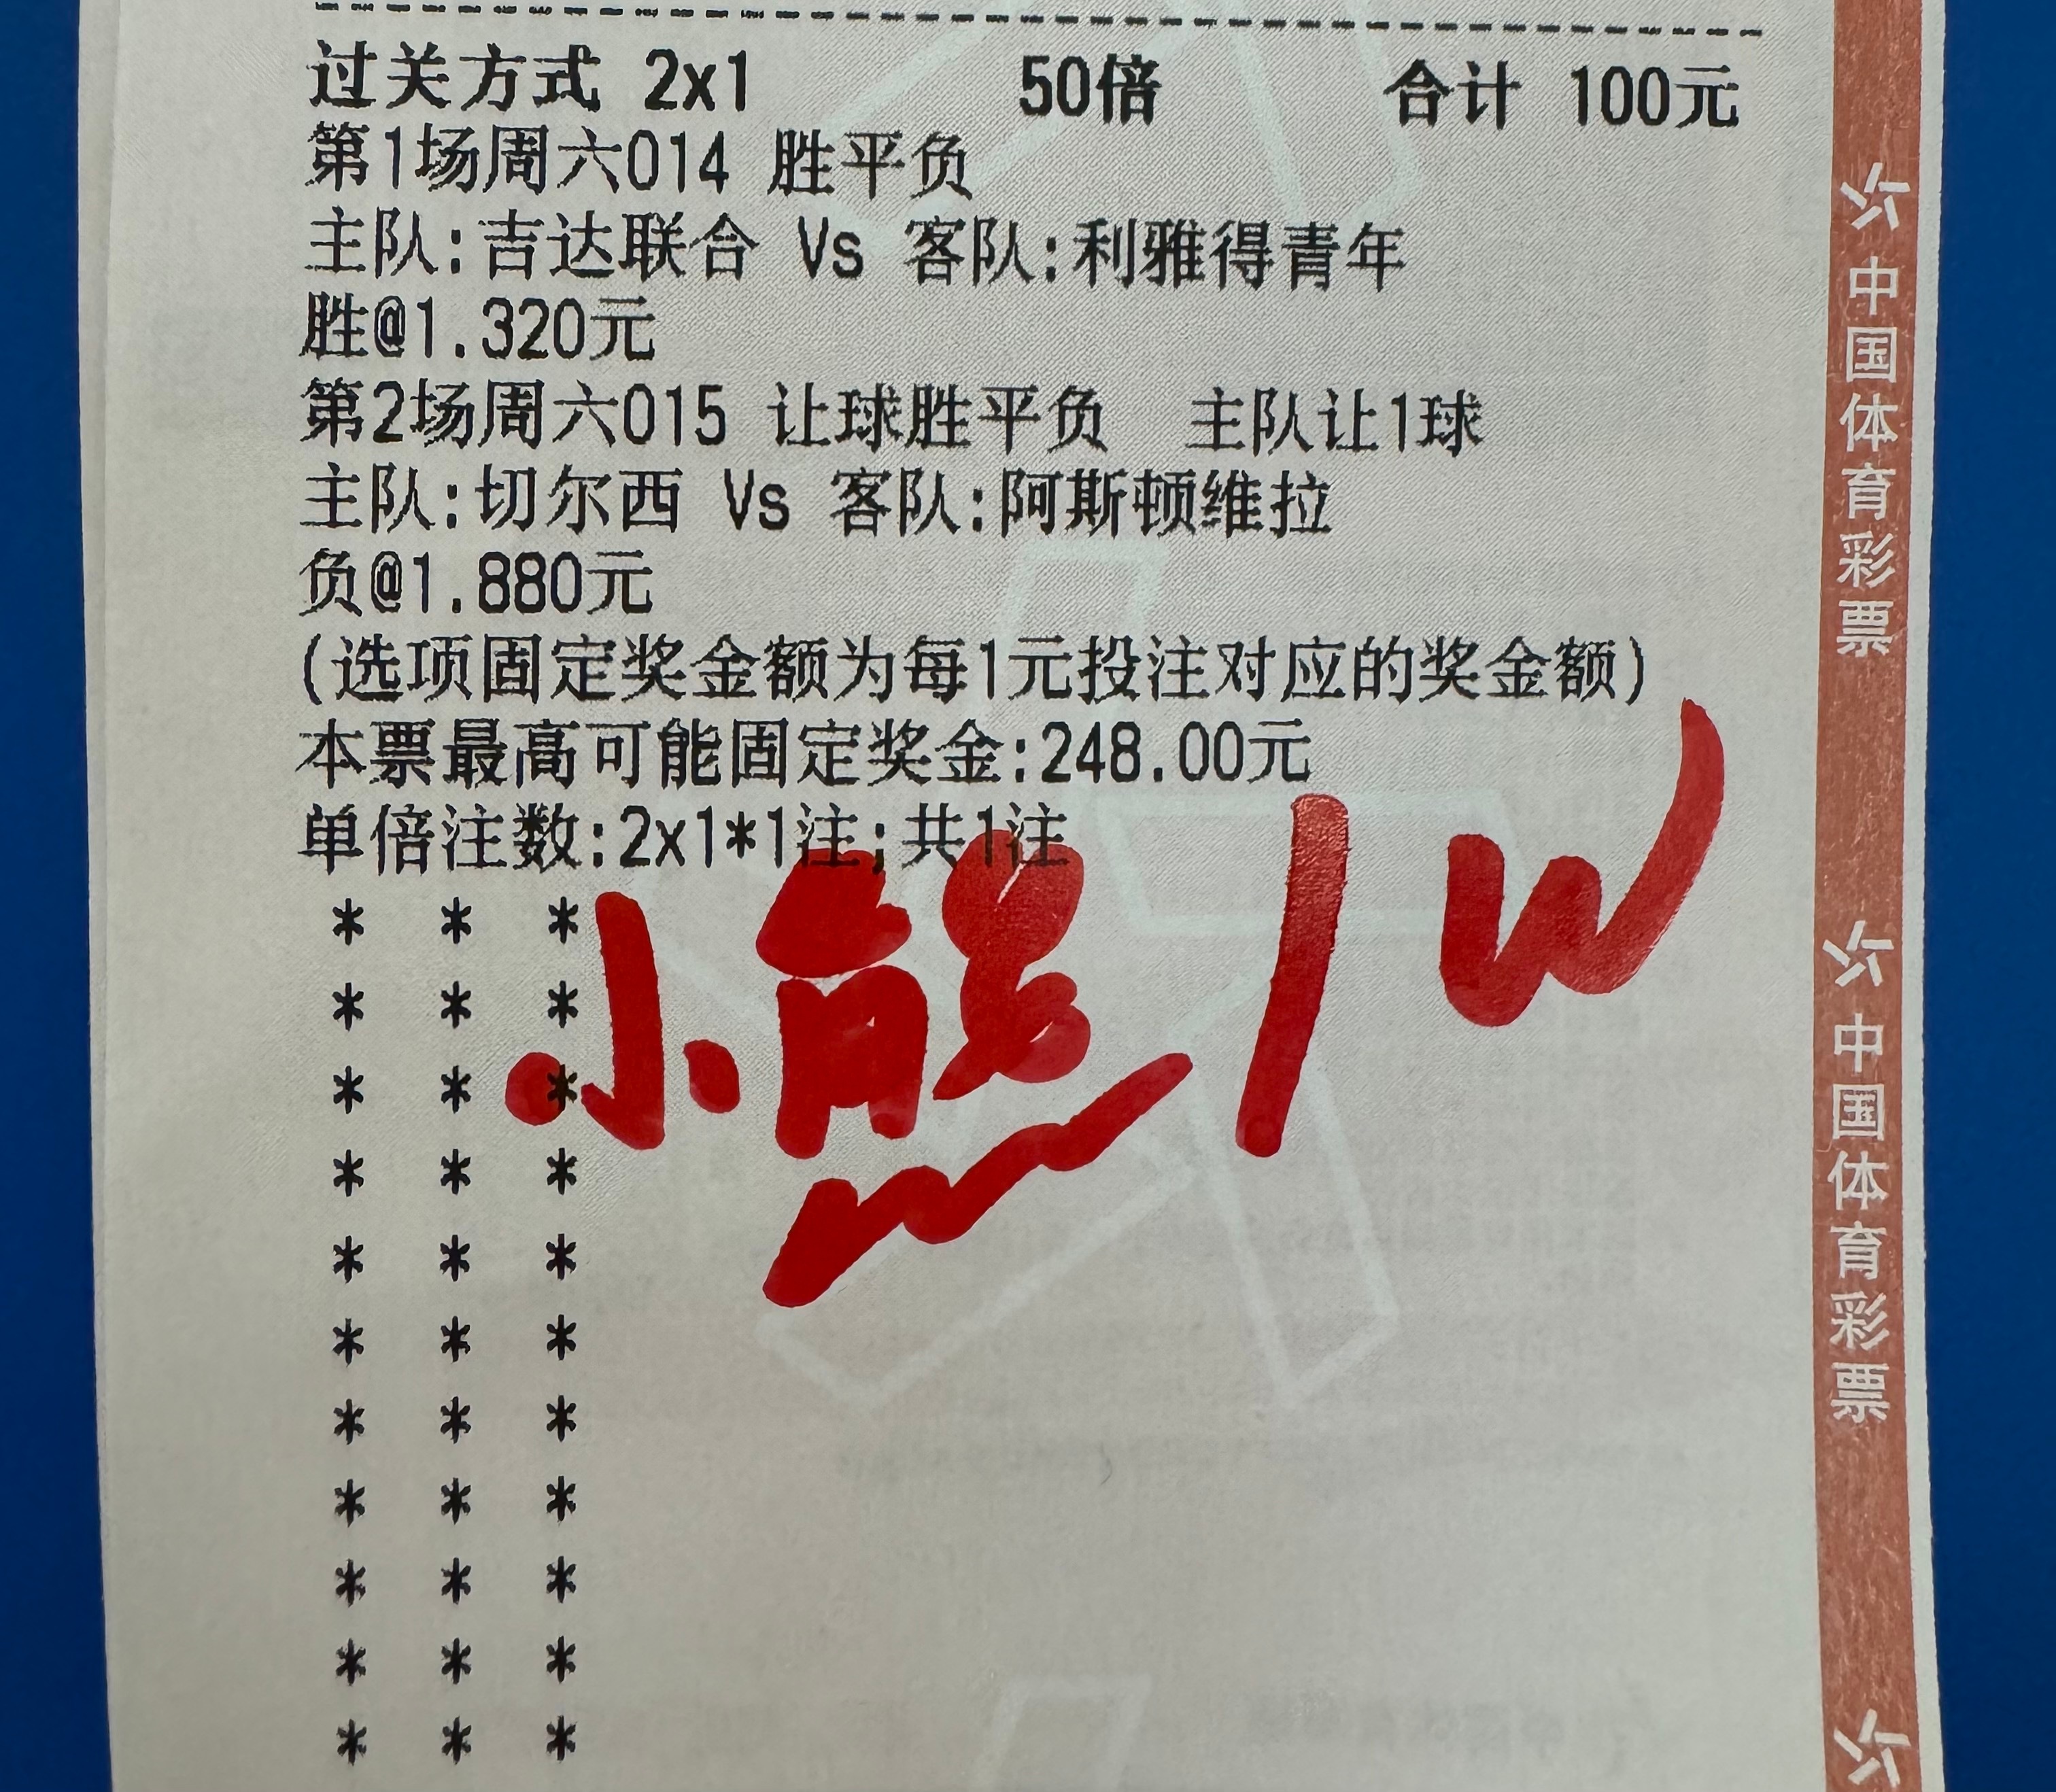 过关方式 2x1 50倍 合计 100元
第1场周六014 胜平负
主队:吉达联合 Vs 客队:利雅得青年
胜@1.320元
第2场周六015 让球胜平负 主队让1球
主队:切尔西 Vs 客队:阿斯顿维拉
负@1.880元
(选项固定奖金额为每1元投注对应的奖金额)
本票最高可能固定奖金:248.00元
单倍注数:2x1*1注;共1注
* * *
* * *
* * *
* * *
* * *
* * *
* * *
* * *
* * *
* * *
* * *
小熊 1w
中国体育彩票
中国体育彩票